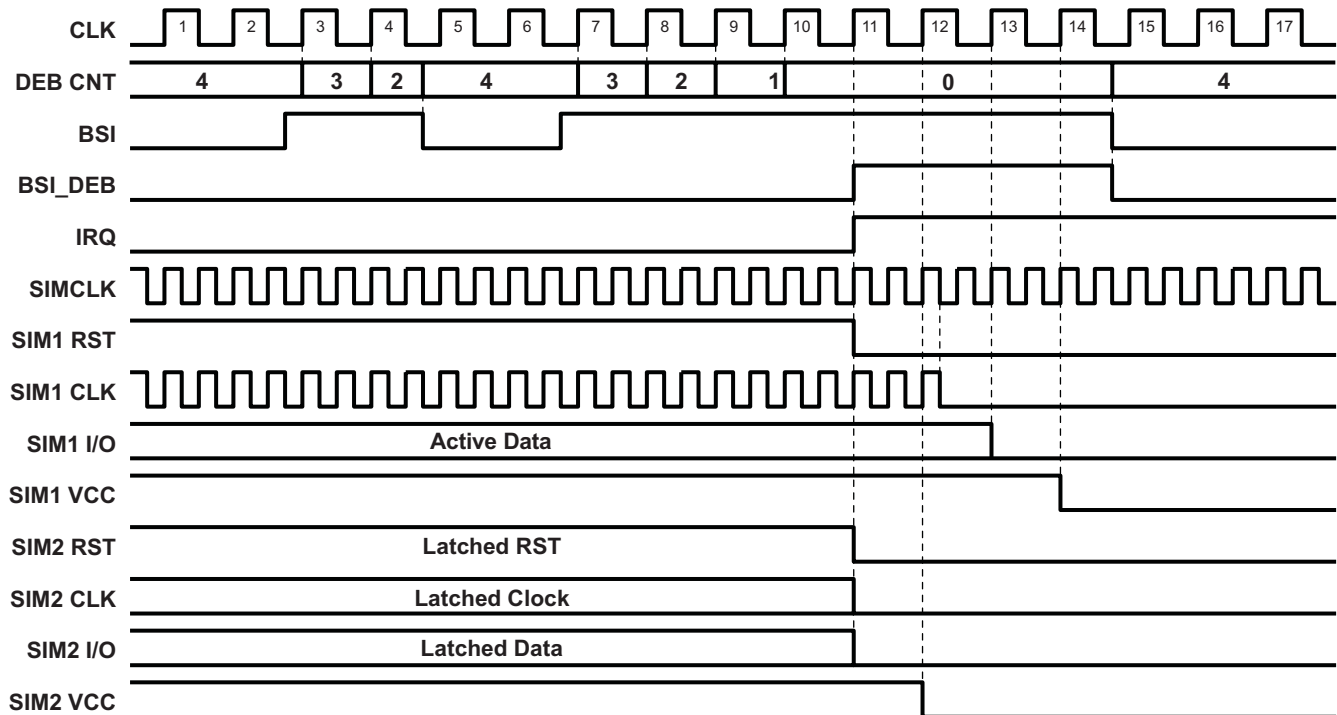 CLK 1 2 3 4 5 6 7 8 9 10 11 12 13 14 15 16 17
DEB CNT 4 3 2 4 3 2 1 0 4
BSI
BSI_DEB
IRQ
SIMCLK
SIM1 RST
SIM1 CLK
SIM1 I/O Active Data
SIM1 VCC
SIM2 RST Latched RST
SIM2 CLK Latched Clock
SIM2 I/O Latched Data
SIM2 VCC